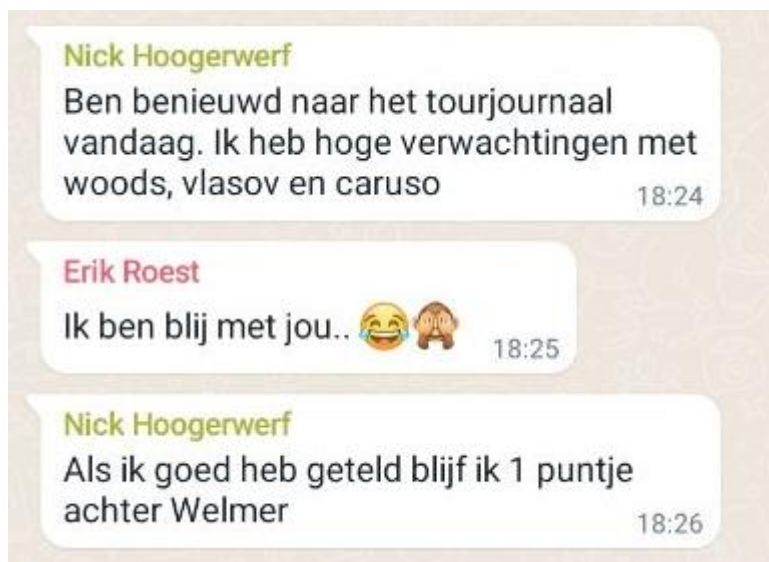 Nick Hoogerwerf
Ben benieuwd naar het tourjournaal
vandaag. Ik heb hoge verwachtingen met
woods, vlasov en caruso
18:24
Erik Roest
Ik ben blij met jou.. 😂🙈
18:25
Nick Hoogerwerf
Als ik goed heb geteld blijf ik 1 puntje
achter Welmer
18:26